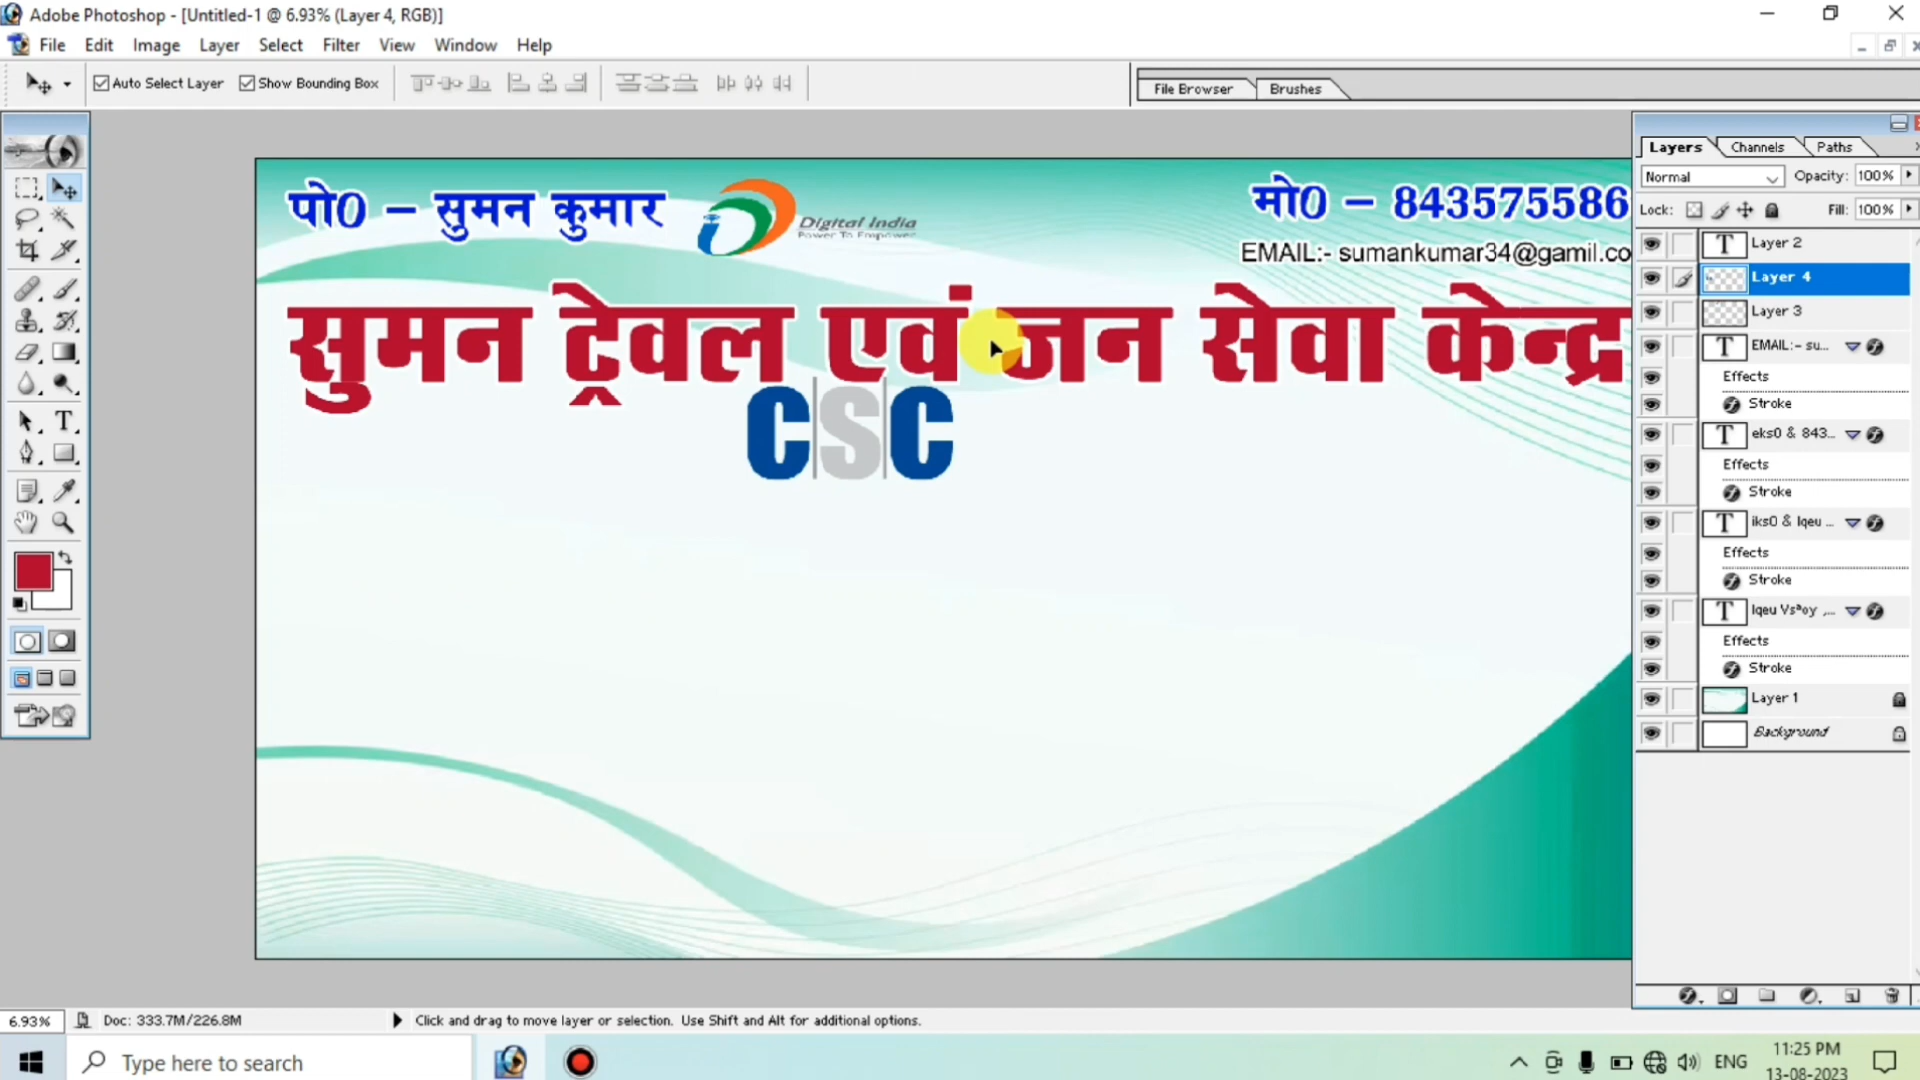 Adobe Photoshop - [Untitled-1 @ 6.93% (Layer 4, RGB)]
File Edit Image Layer Select Filter View Window Help
Auto Select Layer Show Bounding Box
File Browser Brushes
Layers Channels Paths
Normal Opacity: 100%
Lock: Fill: 100%
पो0 – सुमन कुमार
Digital India
Power To Empower
मो0 – 843575586
EMAIL:- sumankumar34@gamil.co
सुमन ट्रेवल एवं जन सेवा केन्द्र
CSC
T Layer 2
Layer 4
Layer 3
T EMAIL:- su...
Effects
Stroke
T eks0 & 843...
Effects
Stroke
T iks0 & lqeu ...
Effects
Stroke
T lqeu Vsªoy ,...
Effects
Stroke
Layer 1
Background
T
6.93% Doc: 333.7M/226.8M Click and drag to move layer or selection. Use Shift and Alt for additional options.
Type here to search
ENG
11:25 PM
13-08-2023